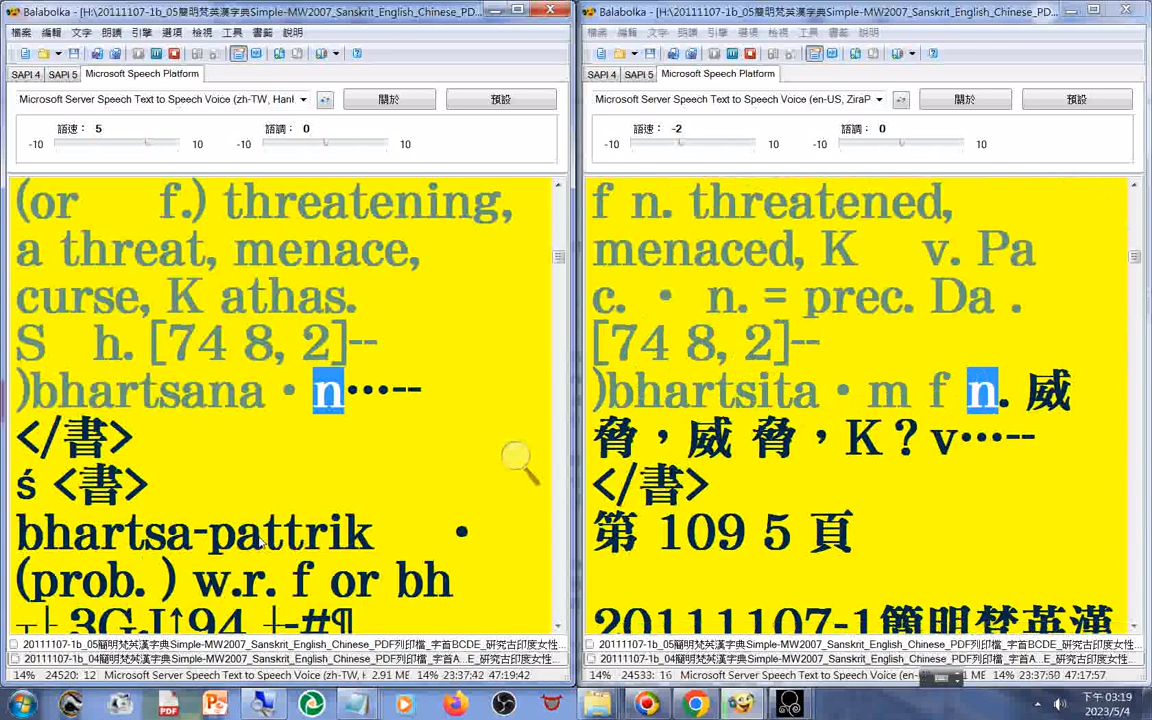 Balabolka - [H:\20111107-1b_05簡明梵英漢字典Simple-MW2007_Sanskrit_English_Chinese_PD...
檔案 編輯 文字 朗讀 引擎 選項 檢視 工具 書籤 說明
SAPI 4 SAPI 5 Microsoft Speech Platform
Microsoft Server Speech Text to Speech Voice (zh-TW, Hanl
關於 預設
語速： 5 語調： 0
-10 10 -10 10
(or f.) threatening,
a threat, menace,
curse, K athas.
S h. [74 8, 2]--
)bhartsana • n…--
</書>
ś <書>
bhartsa-pattrik •
(prob. ) w.r. f or bh
20111107-1b_05簡明梵英漢字典Simple-MW2007_Sanskrit_English_Chinese_PDF列印檔_字首BCDE_研究古印度女性...
20111107-1b_04簡明梵英漢字典Simple-MW2007_Sanskrit_English_Chinese_PDF列印檔_字首A...E_研究古印度女性...
14% 24520: 12 Microsoft Server Speech Text to Speech Voice (zh-TW, 2.91 ME 14% 23:37:42 47:19:42
Balabolka - [H:\20111107-1b_05簡明梵英漢字典Simple-MW2007_Sanskrit_English_Chinese_PD...
檔案 編輯 文字 朗讀 引擎 選項 檢視 工具 書籤 說明
SAPI 4 SAPI 5 Microsoft Speech Platform
Microsoft Server Speech Text to Speech Voice (en-US, ZiraP
關於 預設
語速： -2 語調： 0
-10 10 -10 10
f n. threatened,
menaced, K v. Pa
c. • n. = prec. Da .
[74 8, 2]--
)bhartsita • m f n. 威
脅，威 脅，K？v…--
</書>
第 109 5 頁
20111107-1簡明梵英漢
20111107-1b_05簡明梵英漢字典Simple-MW2007_Sanskrit_English_Chinese_PDF列印檔_字首BCDE_研究古印度女性...
20111107-1b_04簡明梵英漢字典Simple-MW2007_Sanskrit_English_Chinese_PDF列印檔_字首A...E_研究古印度女性...
14% 24533: 16 Microsoft Server Speech Text to Speech Voice 2.91 ME 14% 23:37:50 47:17:57
下午 03:19
2023/5/4